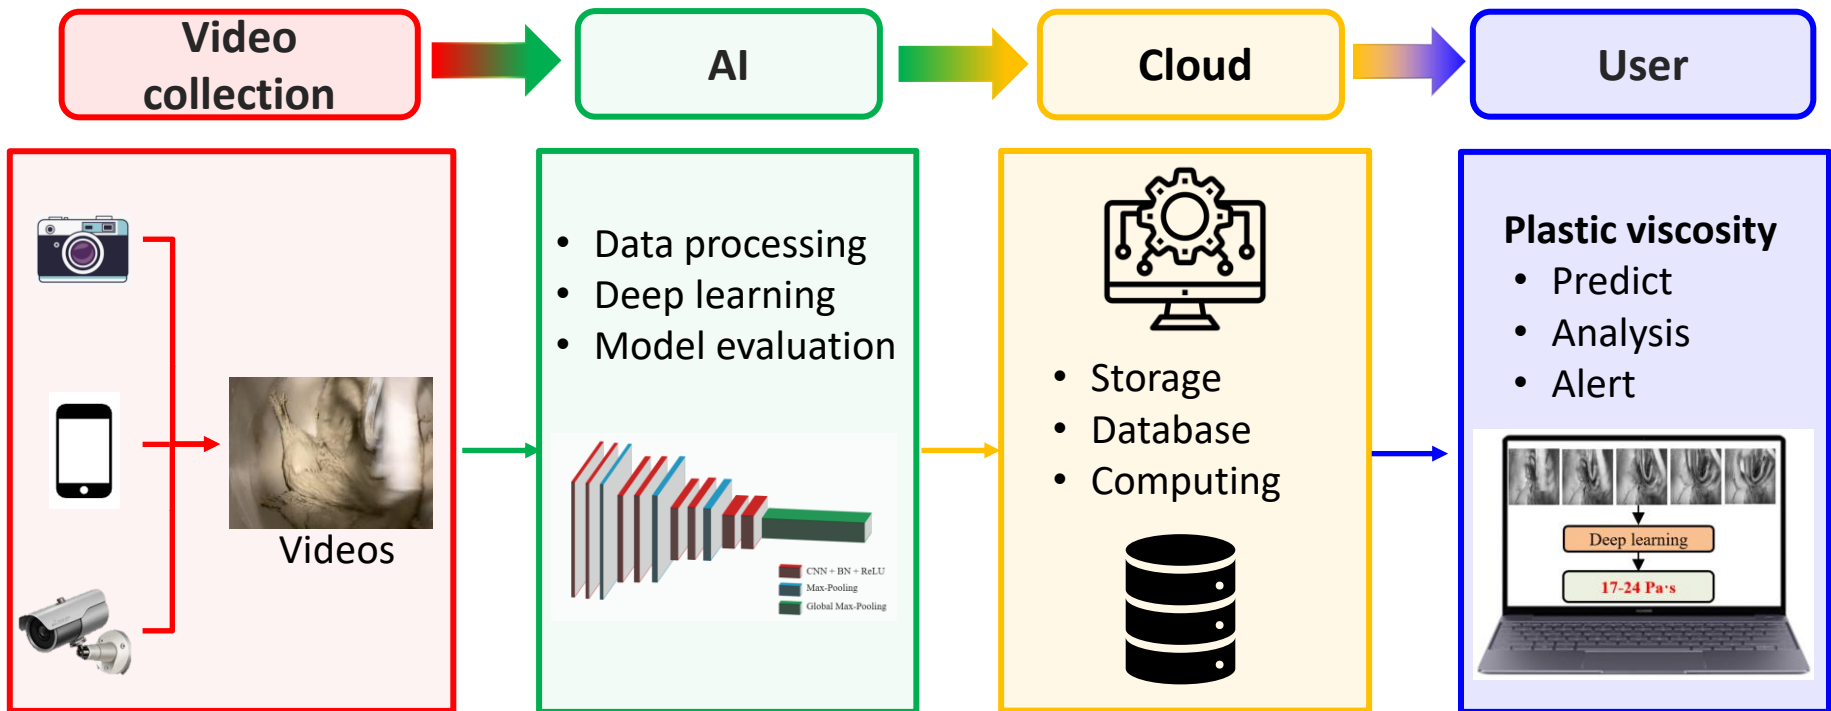 Video
collection
AI
Cloud
User
Videos
• Data processing
• Deep learning
• Model evaluation
CNN + BN + ReLU
Max-Pooling
Global Max-Pooling
• Storage
• Database
• Computing
Plastic viscosity
• Predict
• Analysis
• Alert
Deep learning
17-24 Pa·s